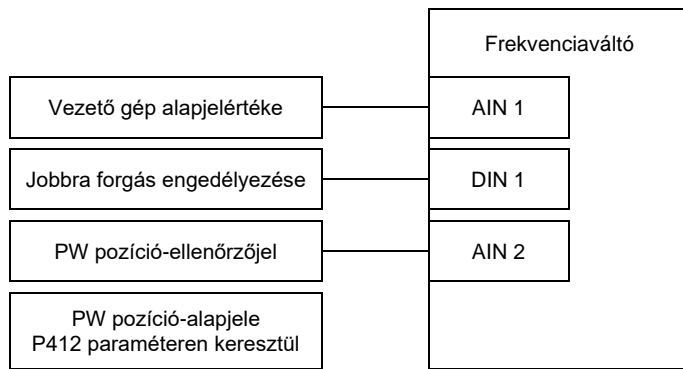 Frekvenciaváltó
Vezető gép alapjelértéke
AIN 1
Jobbra forgás engedélyezése
DIN 1
PW pozíció-ellenőrzőjel
AIN 2
PW pozíció-alapjele
P412 paraméteren keresztül